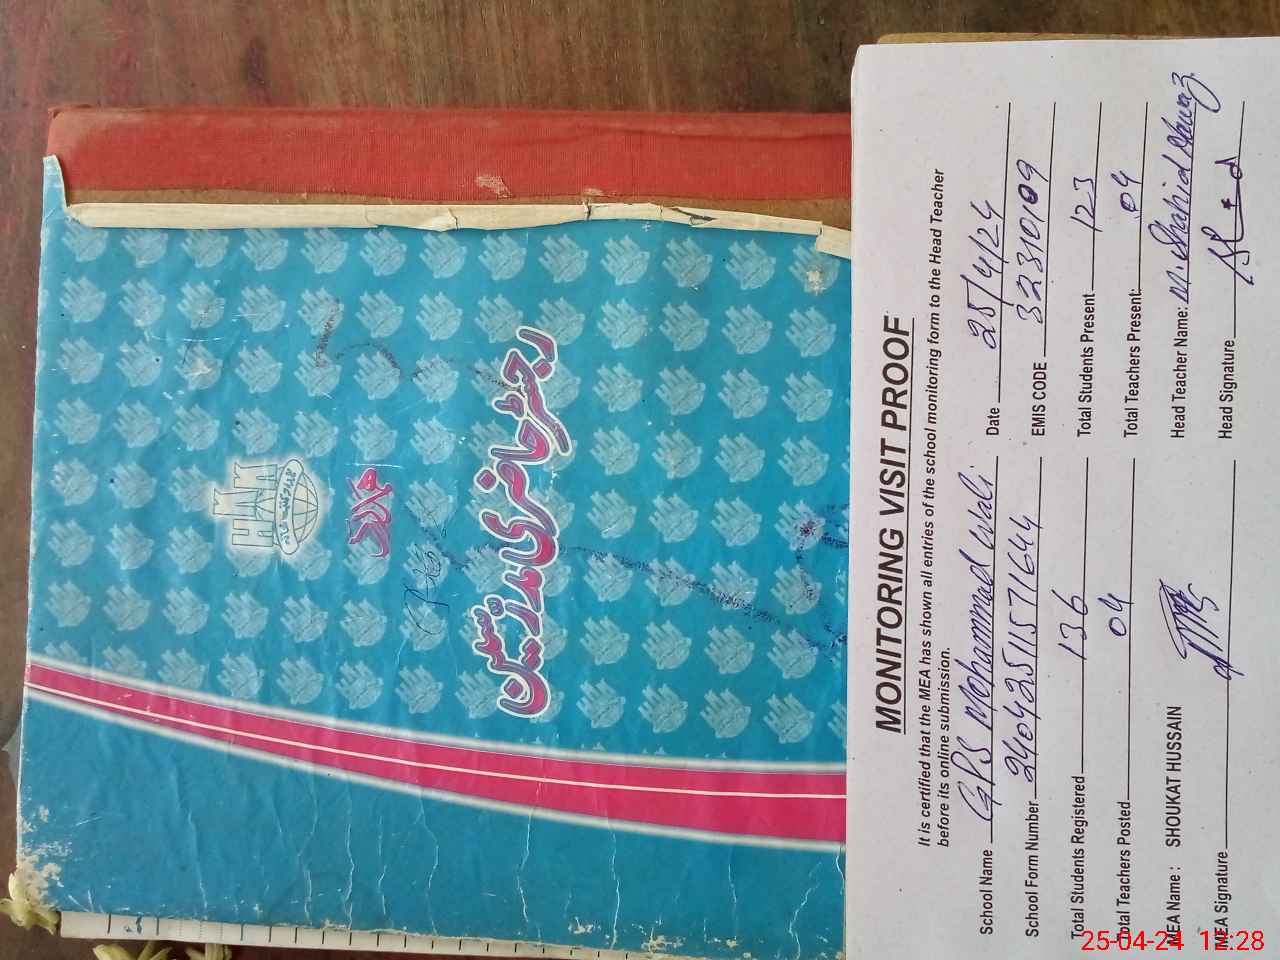 ہمدرد
رجسٹر حاضری مدرسین
MONITORING VISIT PROOF
It is certified that the MEA has shown all entries of the school monitoring form to the Head Teacher
before its online submission.
School Name GPS Mohammad Wali Date 25/4/24
School Form Number 24042511571644 EMIS CODE 32310109
Total Students Registered 136 Total Students Present 123
Total Teachers Posted 04 Total Teachers Present: 04
MEA Name: SHOUKAT HUSSAIN Head Teacher Name: M. Shahid Nawaz
MEA Signature Head Signature
25-04-24 12:28